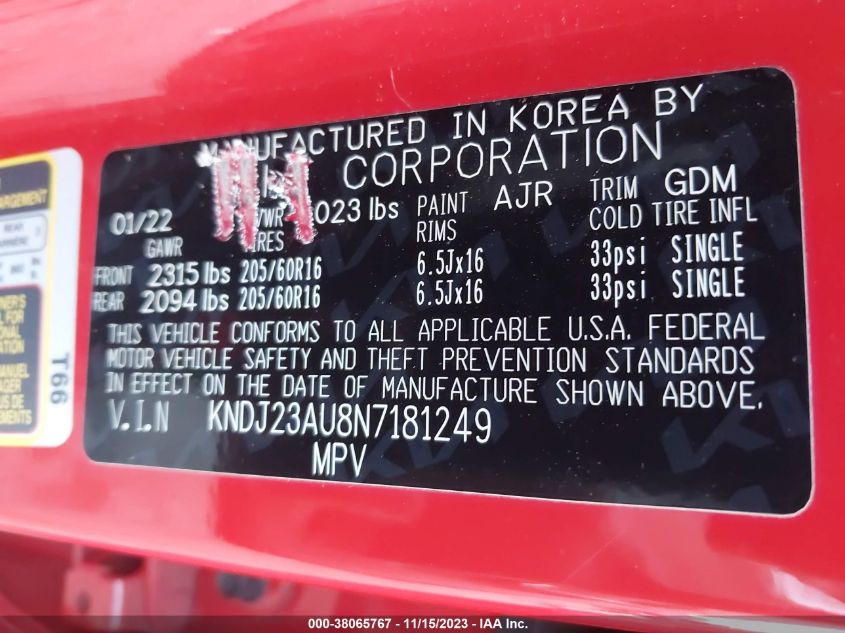 MANUFACTURED IN KOREA BY
CORPORATION
01/22 023 lbs PAINT AJR TRIM GDM
GAWR RIMS COLD TIRE INFL
FRONT 2315 lbs 205/60R16 6.5Jx16 33psi SINGLE
REAR 2094 lbs 205/60R16 6.5Jx16 33psi SINGLE
THIS VEHICLE CONFORMS TO ALL APPLICABLE U.S.A. FEDERAL
MOTOR VEHICLE SAFETY AND THEFT PREVENTION STANDARDS
IN EFFECT ON THE DATE OF MANUFACTURE SHOWN ABOVE.
V.I.N KNDJ23AU8N7181249
MPV
T66
000-38065767 - 11/15/2023 - IAA Inc.